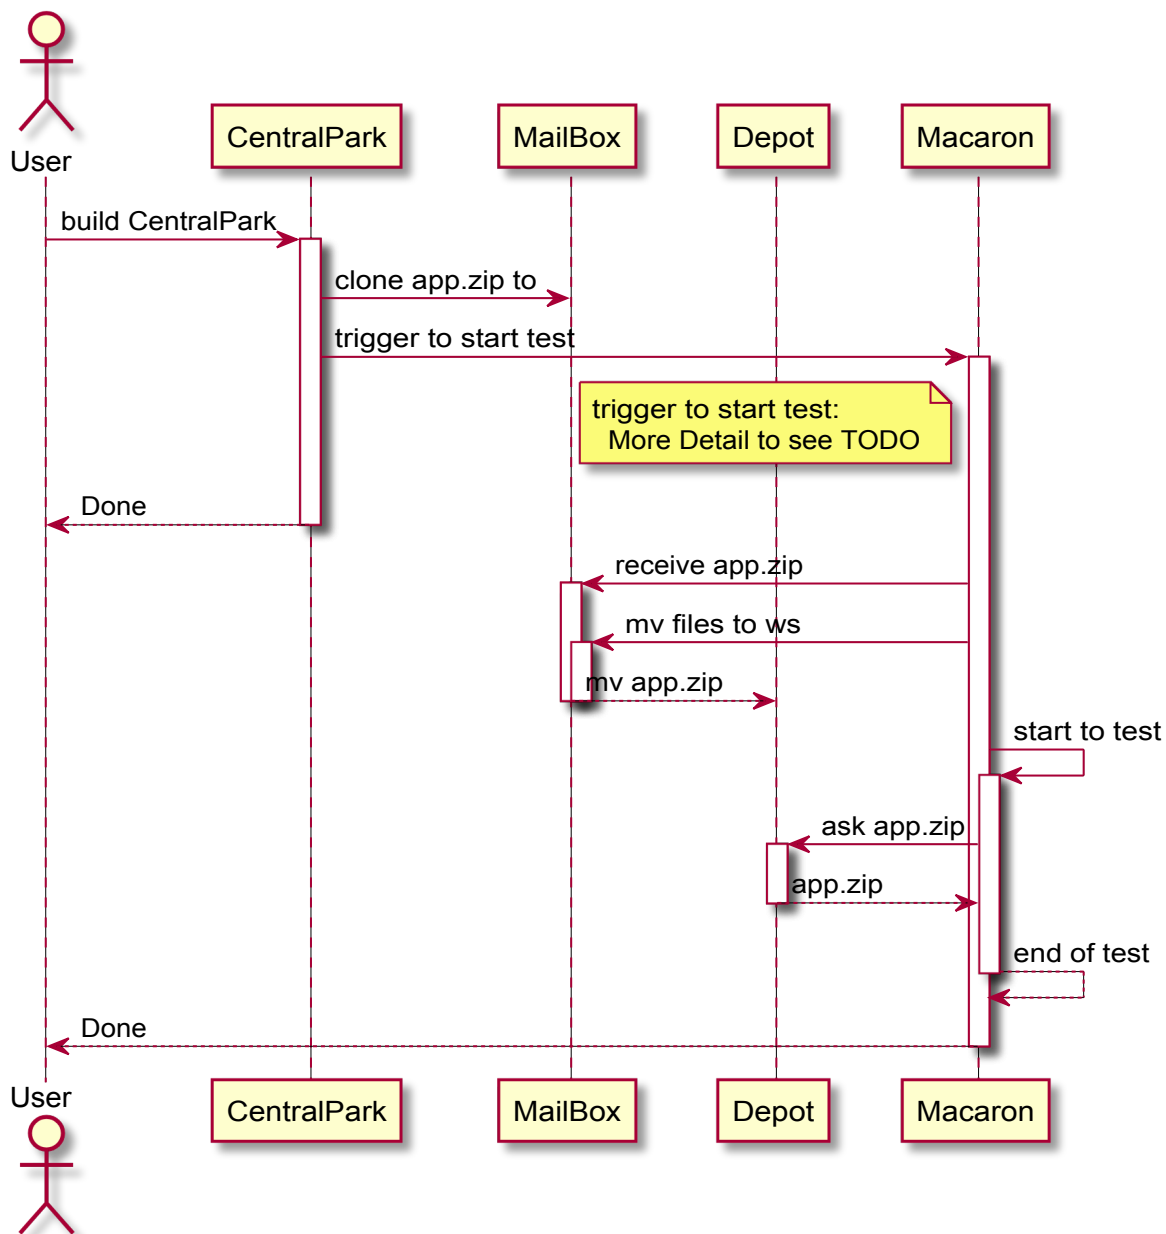 User
CentralPark
MailBox
Depot
Macaron
build CentralPark
clone app.zip to
trigger to start test
trigger to start test:
More Detail to see TODO
Done
receive app.zip
mv files to ws
mv app.zip
start to test
ask app.zip
app.zip
end of test
Done
User
CentralPark
MailBox
Depot
Macaron